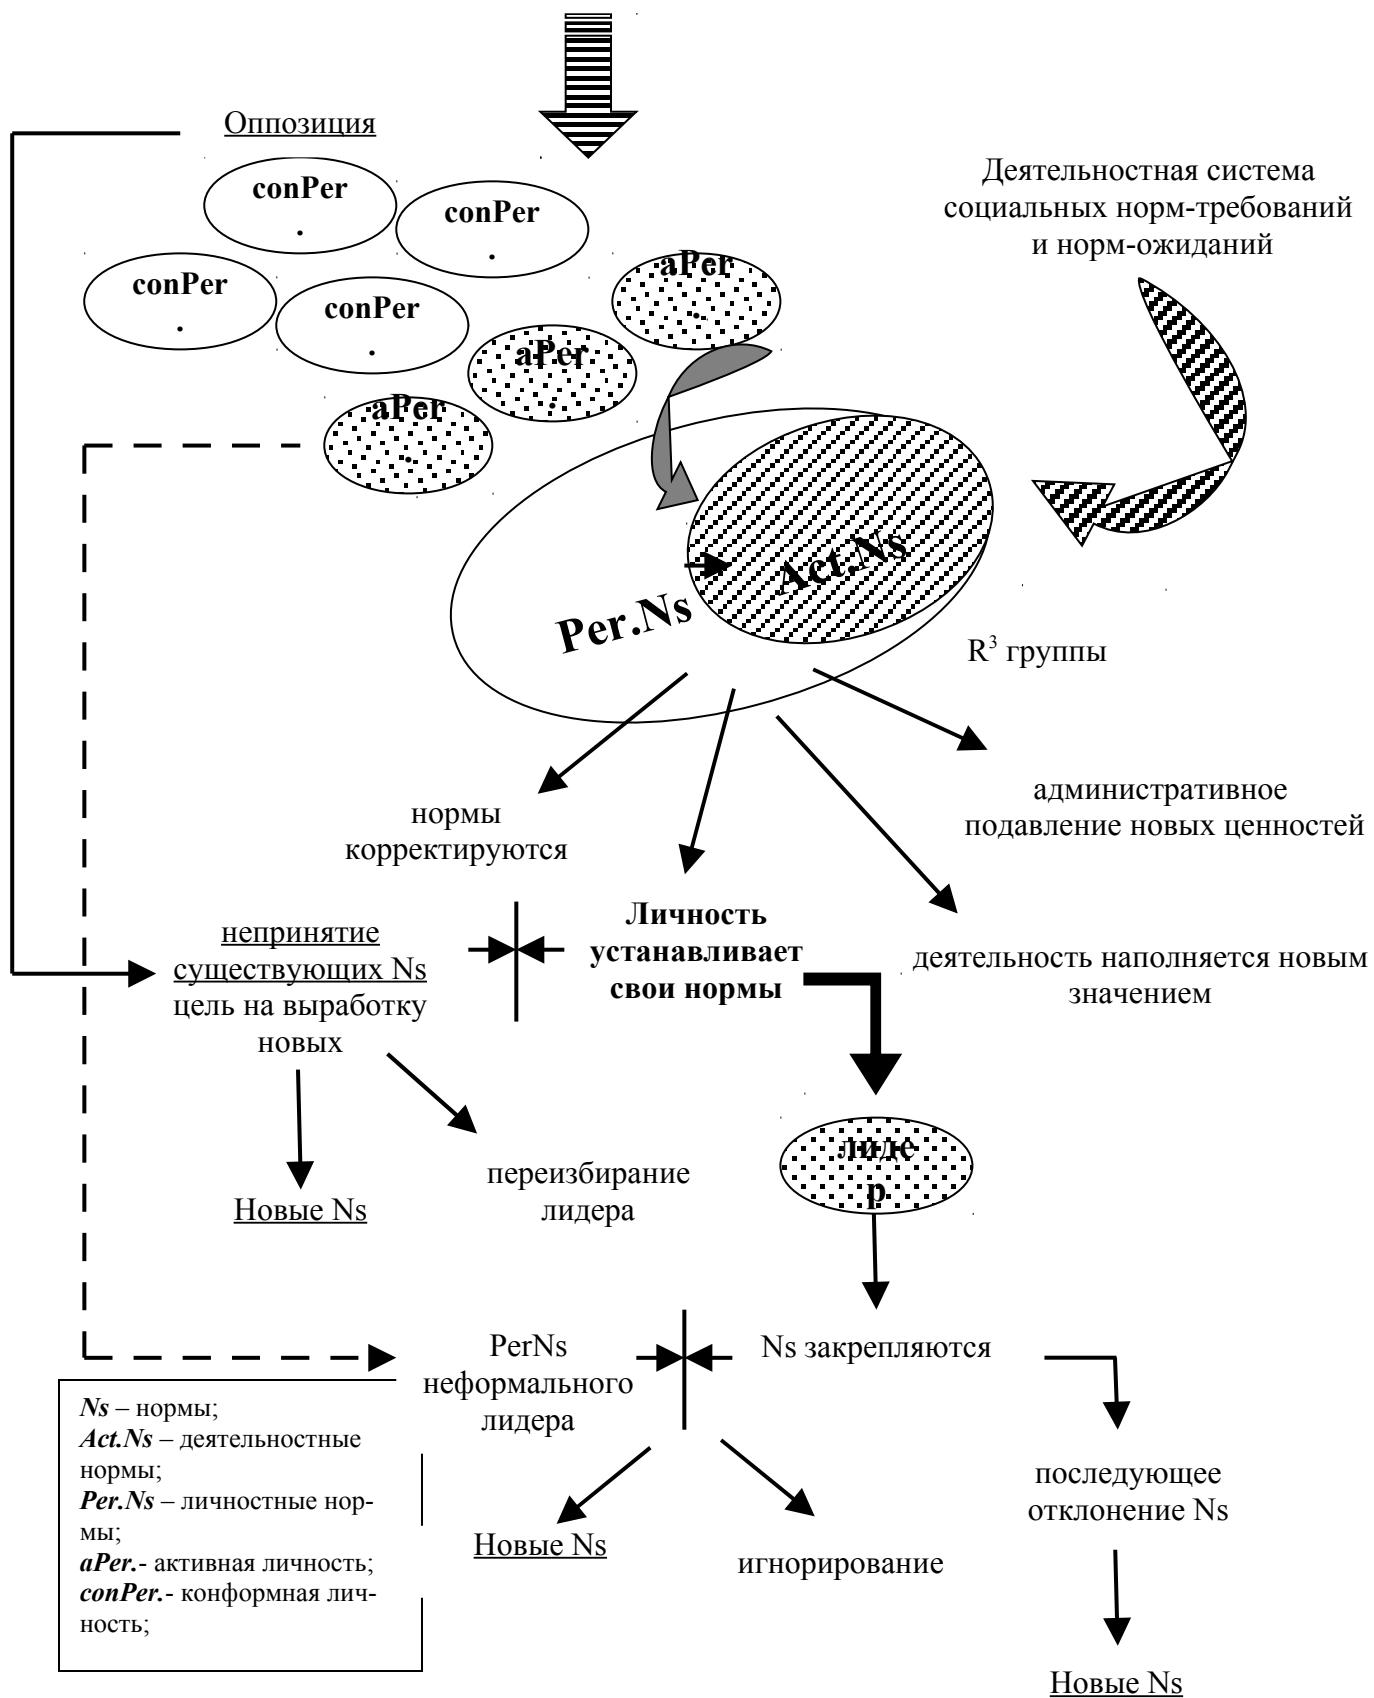 Оппозиция
conPer
.
conPer
.
Деятельностная система
социальных норм-требований
и норм-ожиданий
conPer
.
conPer
.
aPer
.
aPer
.
aPer
.
Act.Ns
Per.Ns
R³ группы
административное
подавление новых ценностей
нормы
корректируются
Личность
устанавливает
свои нормы
непринятие
существующих Ns
цель на выработку
новых
деятельность наполняется новым
значением
лиде
р
переизбирание
лидера
Новые Ns
PerNs
неформального
лидера
Ns закрепляются
Ns – нормы;
Act.Ns – деятельностные
нормы;
Per.Ns – личностные нор-
мы;
aPer.- активная личность;
conPer.- конформная лич-
ность;
последующее
отклонение Ns
Новые Ns
игнорирование
Новые Ns